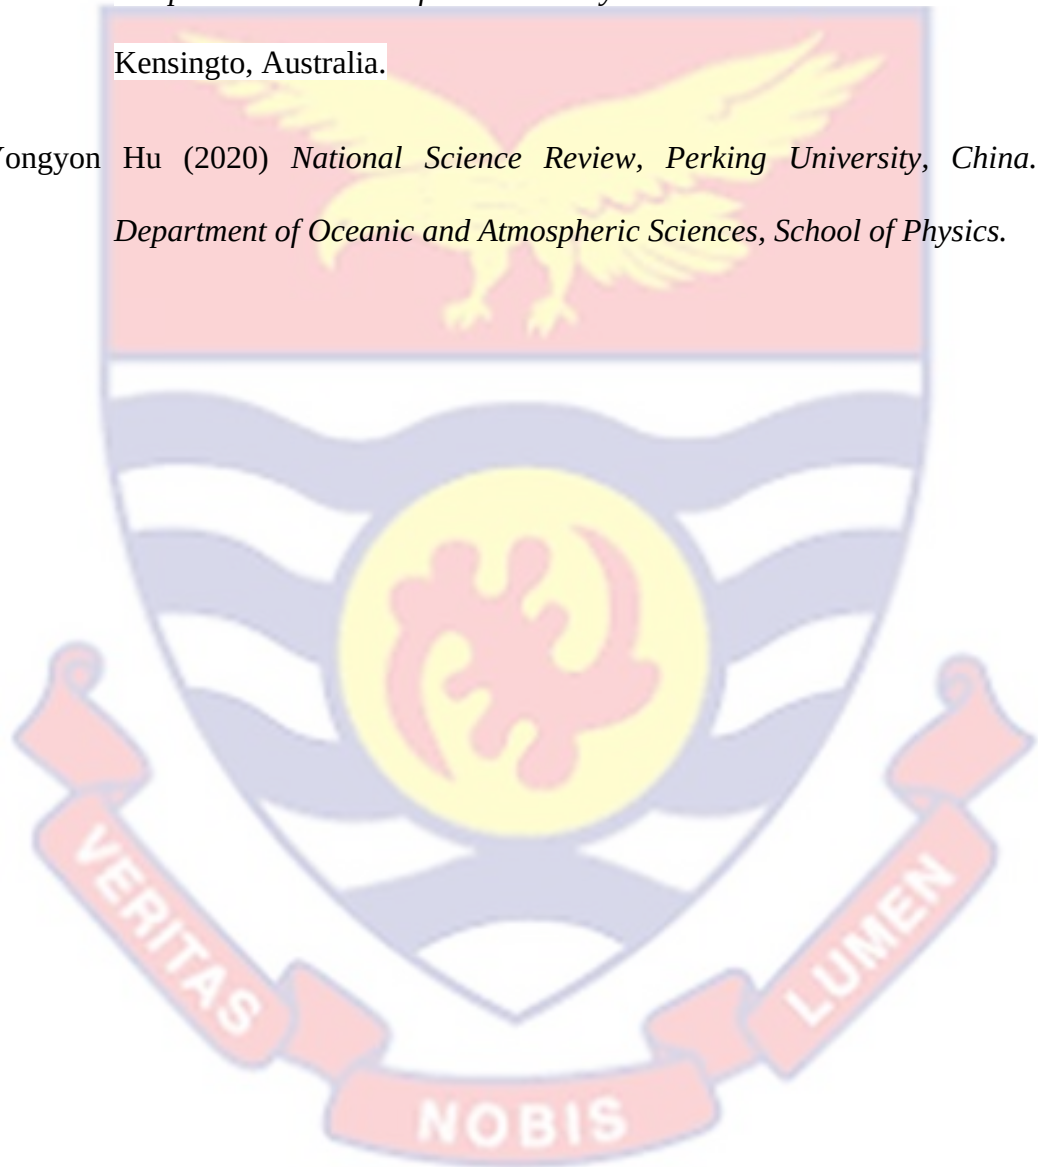 Kensingto, Australia.
ongyon Hu (2020) National Science Review, Perking University, China.
Department of Oceanic and Atmospheric Sciences, School of Physics.
VERITAS
NOBIS
LUMEN